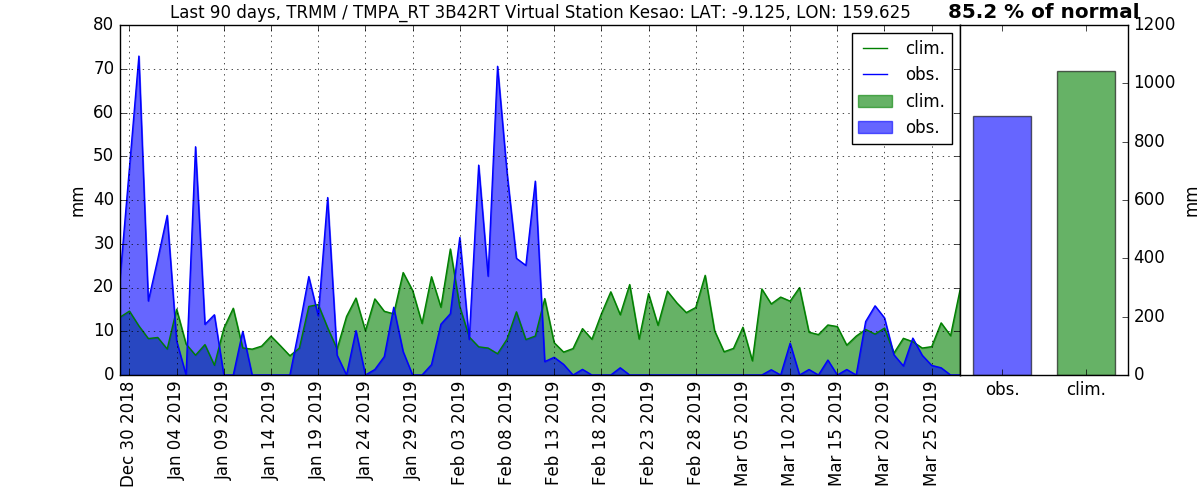 Last 90 days, TRMM / TMPA_RT 3B42RT Virtual Station Kesao: LAT: -9.125, LON: 159.625
85.2 % of normal
80
70
60
50
40
30
20
10
0
mm
clim.
obs.
clim.
obs.
Dec 30 2018
Jan 04 2019
Jan 09 2019
Jan 14 2019
Jan 19 2019
Jan 24 2019
Jan 29 2019
Feb 03 2019
Feb 08 2019
Feb 13 2019
Feb 18 2019
Feb 23 2019
Feb 28 2019
Mar 05 2019
Mar 10 2019
Mar 15 2019
Mar 20 2019
Mar 25 2019
1200
1000
800
600
400
200
0
mm
obs.
clim.